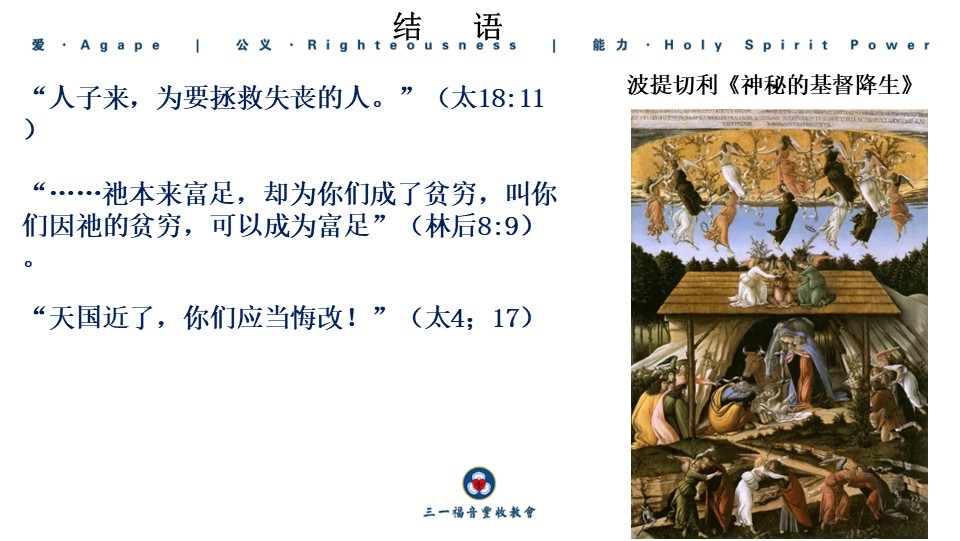 结 语
爱 · Agape | 公义 · Righteousness | 能力 · Holy Spirit Power
“人子来，为要拯救失丧的人。”（太18:11
）
“……祂本来富足，却为你们成了贫穷，叫你
们因祂的贫穷，可以成为富足”（林后8:9）
。
“天国近了，你们应当悔改！”（太4；17）
波提切利《神秘的基督降生》
三一福音豐收教會